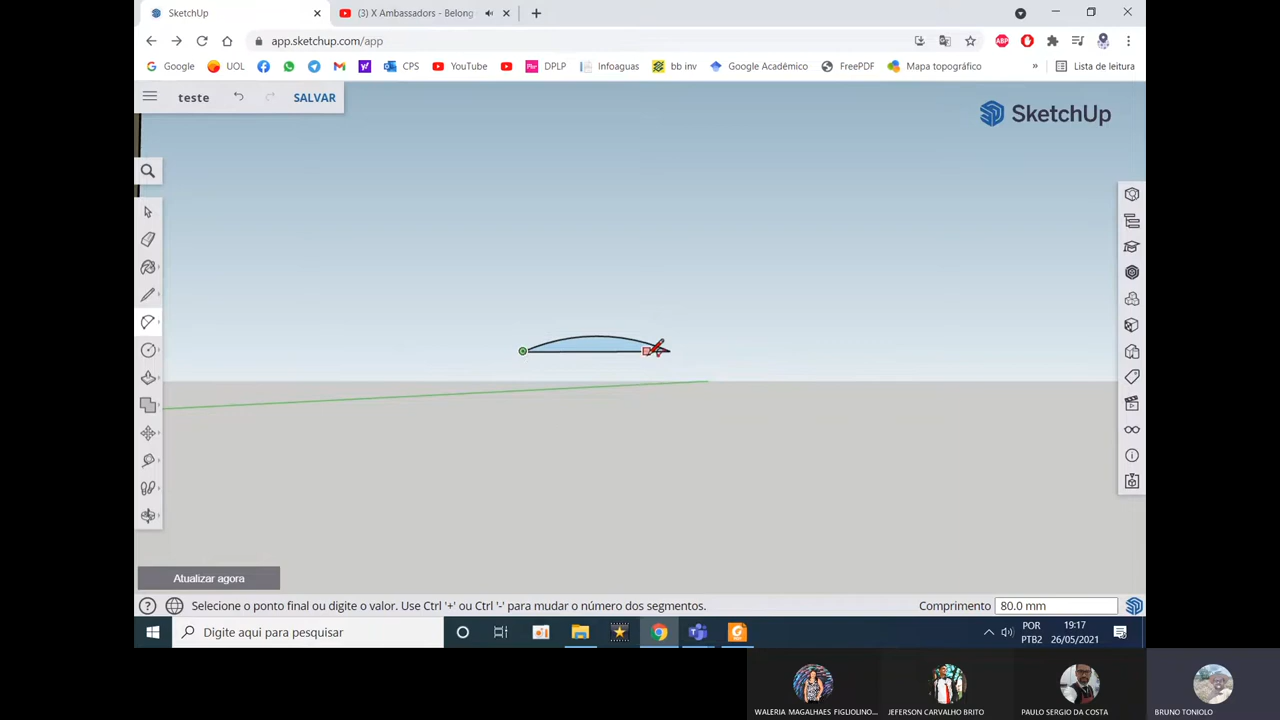 SketchUp
(3) X Ambassadors - Belong
app.sketchup.com/app
Google
UOL
CPS
YouTube
DPLP
Infoaguas
bb inv
Google Acadêmico
FreePDF
Mapa topográfico
»
Lista de leitura
teste
SALVAR
SketchUp
Atualizar agora
Selecione o ponto final ou digite o valor. Use Ctrl '+' ou Ctrl '-' para mudar o número dos segmentos.
Comprimento
80.0 mm
Digite aqui para pesquisar
POR
PTB2
19:17
26/05/2021
WALERIA MAGALHAES FIGLIOLINO...
JEFERSON CARVALHO BRITO
PAULO SERGIO DA COSTA
BRUNO TONIOLO